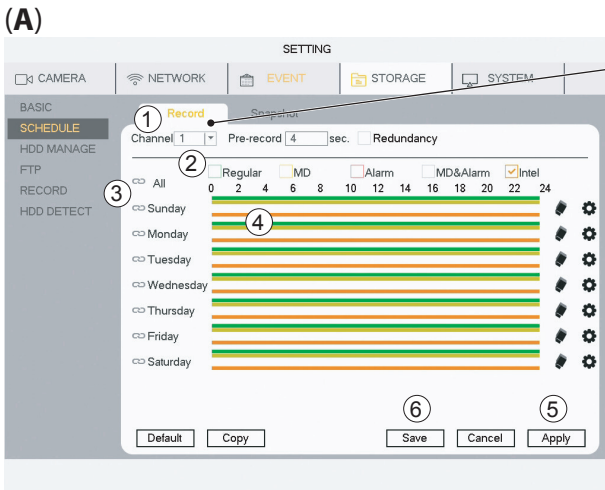 (A)
SETTING
CAMERA NETWORK EVENT STORAGE SYSTEM
BASIC
SCHEDULE
HDD MANAGE
FTP
RECORD
HDD DETECT
1 Record Snapshot
Channel 1 Pre-record 4 sec. Redundancy
2 Regular MD Alarm MD&Alarm Intel
3 All 0 2 4 6 8 10 12 14 16 18 20 22 24
Sunday
4
Monday
Tuesday
Wednesday
Thursday
Friday
Saturday
6 5
Default Copy Save Cancel Apply